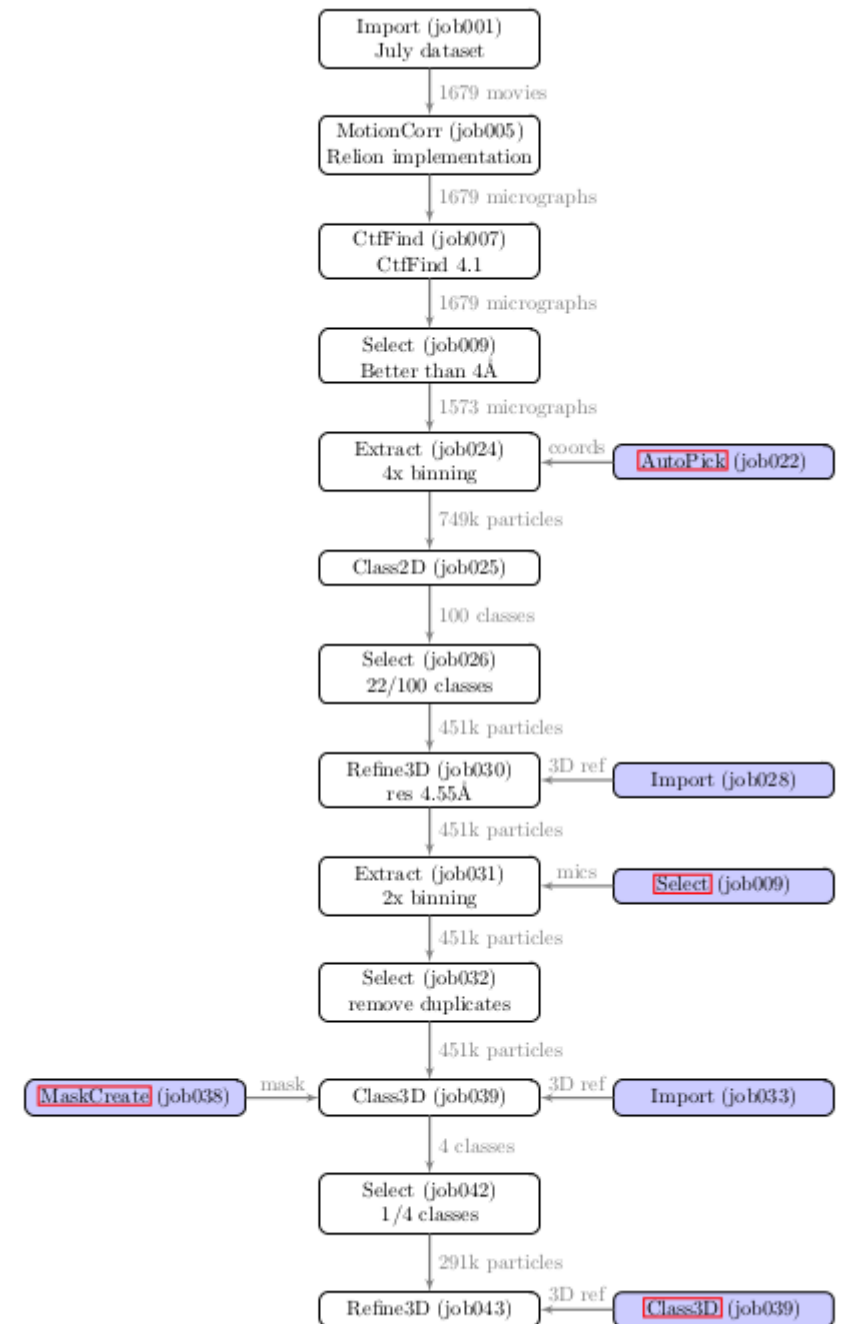 Import (job001)
July dataset
1679 movies
MotionCorr (job005)
Relion implementation
1679 micrographs
CtfFind (job007)
CtfFind 4.1
1679 micrographs
Select (job009)
Better than 4Å
1573 micrographs
Extract (job024)
4x binning
coords
AutoPick (job022)
749k particles
Class2D (job025)
100 classes
Select (job026)
22/100 classes
451k particles
Refine3D (job030)
res 4.55Å
3D ref
Import (job028)
451k particles
Extract (job031)
2x binning
mics
Select (job009)
451k particles
Select (job032)
remove duplicates
451k particles
MaskCreate (job038)
mask
Class3D (job039)
3D ref
Import (job033)
4 classes
Select (job042)
1/4 classes
291k particles
Refine3D (job043)
3D ref
Class3D (job039)